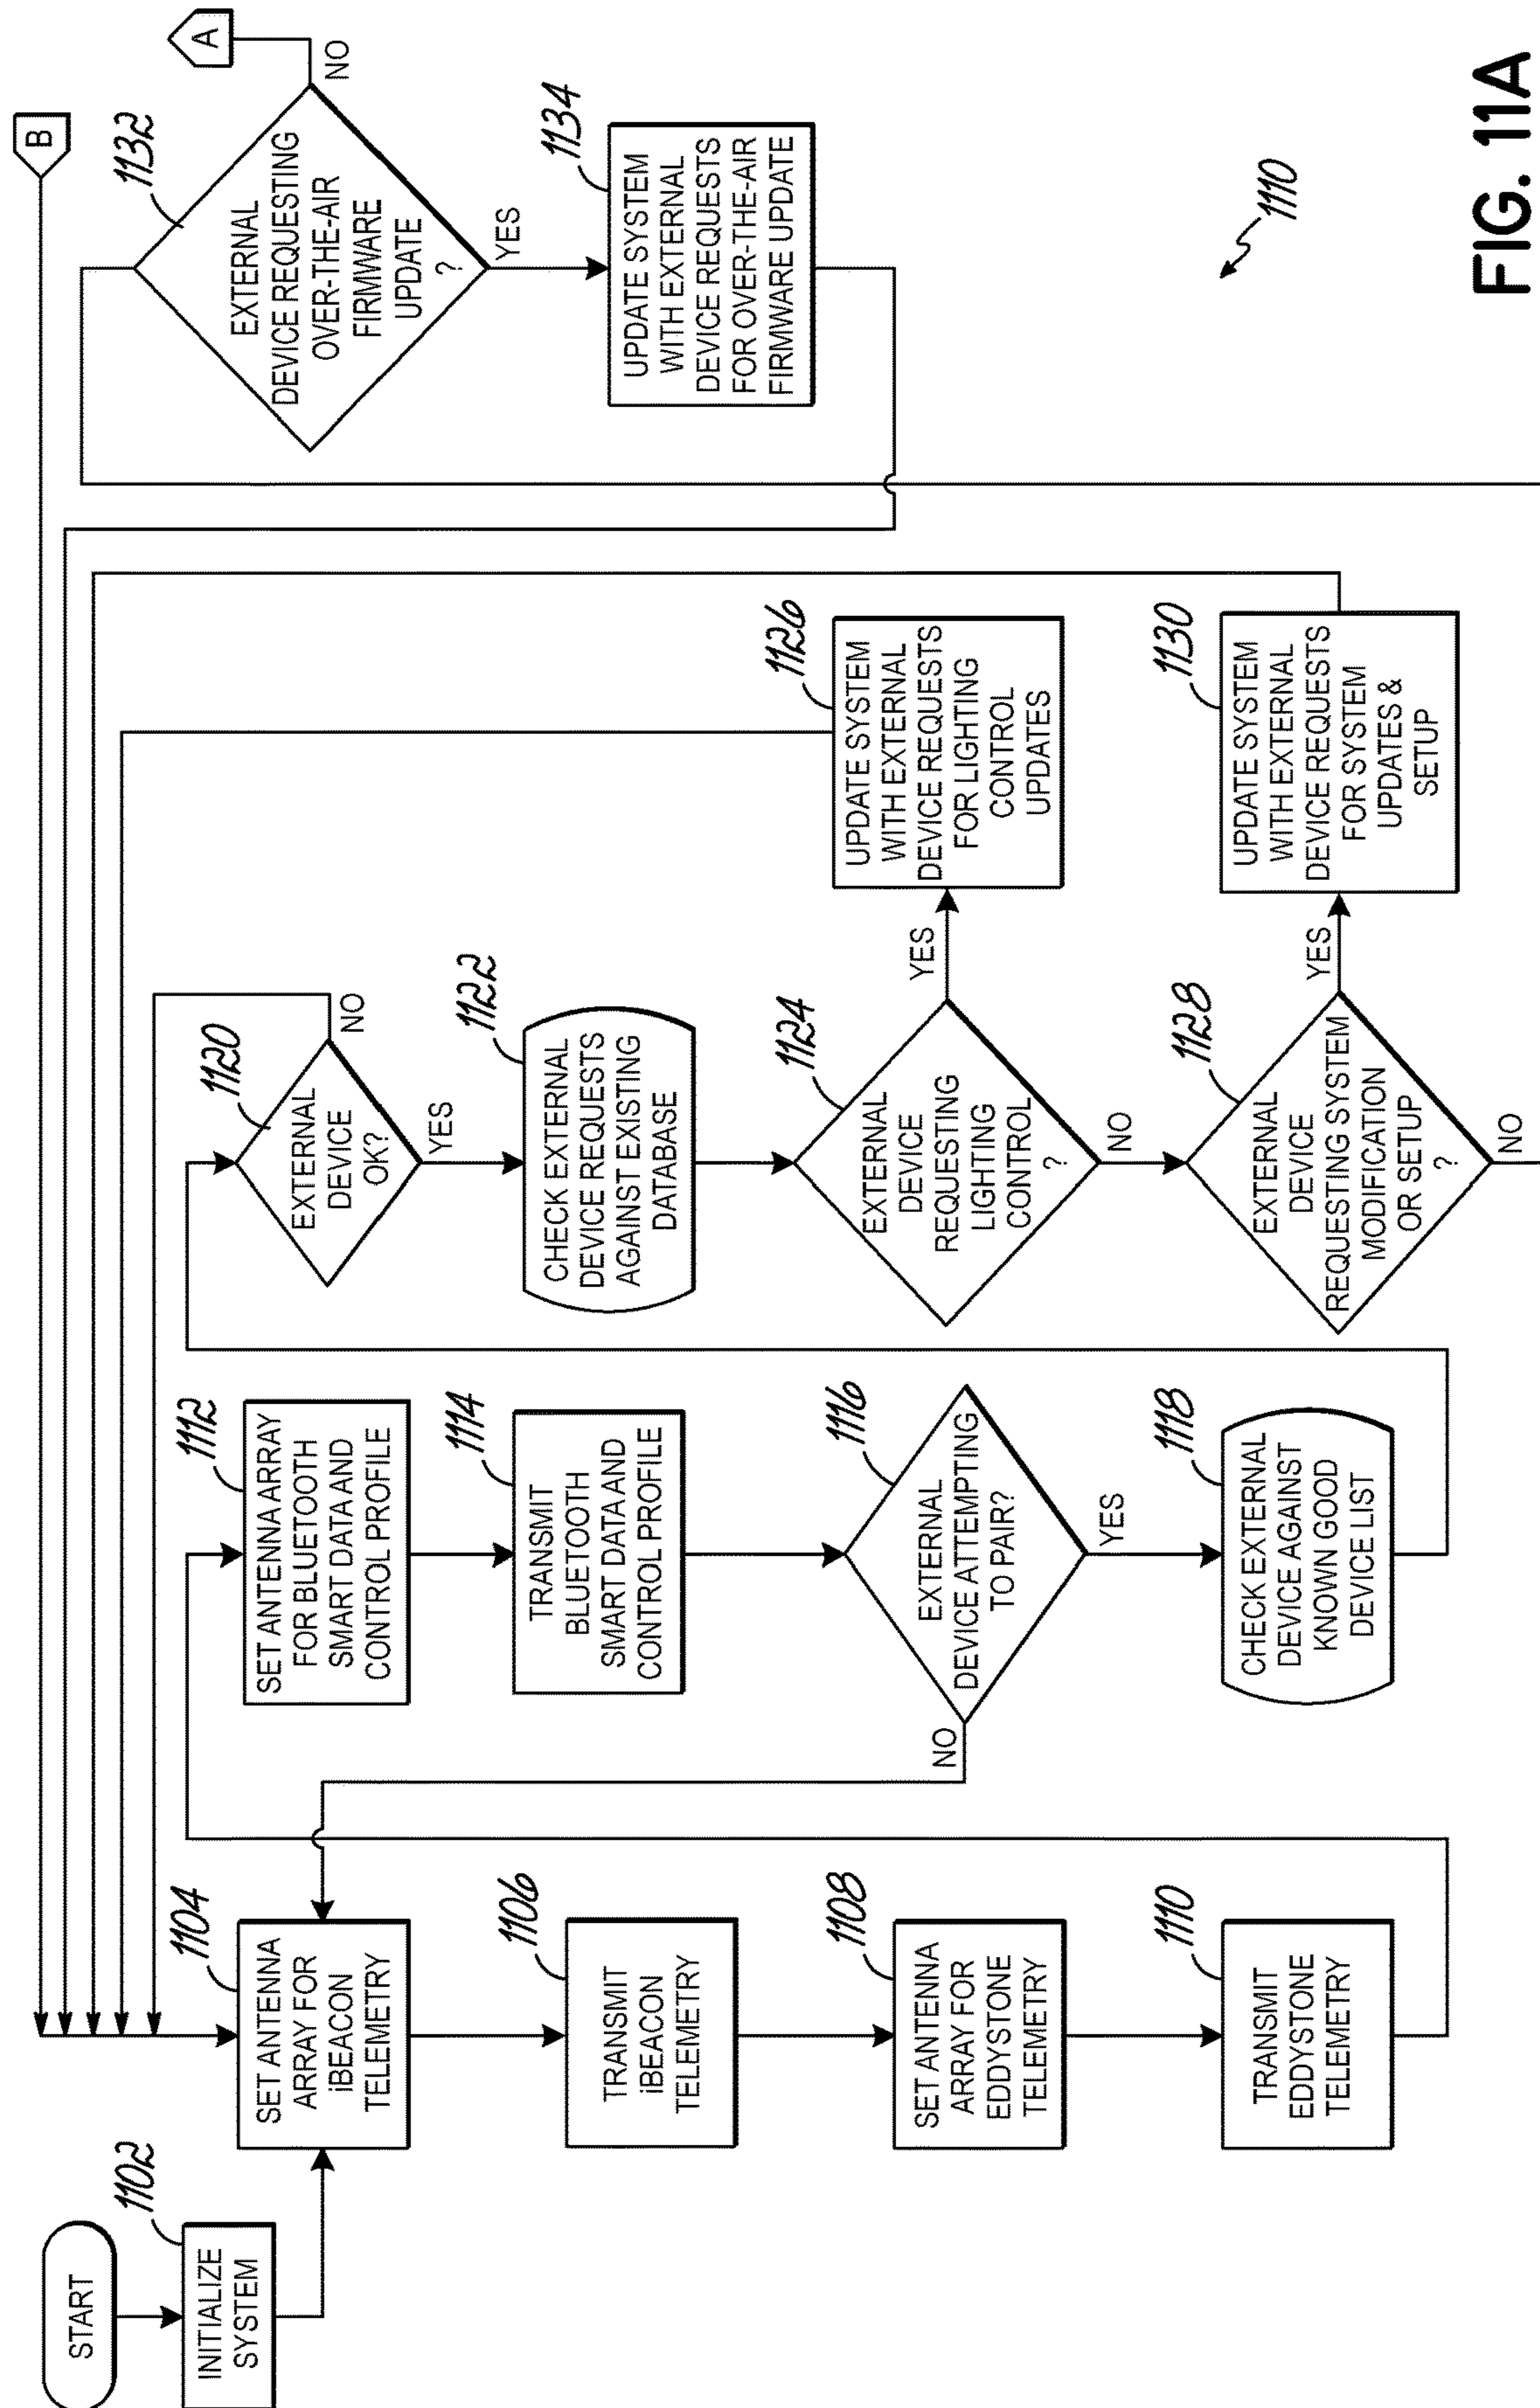 START
1102
INITIALIZE
SYSTEM
1104
SET ANTENNA
ARRAY FOR
iBEACON
TELEMETRY
1106
TRANSMIT
iBEACON
TELEMETRY
1108
SET ANTENNA
ARRAY FOR
EDDYSTONE
TELEMETRY
1110
TRANSMIT
EDDYSTONE
TELEMETRY
1112
SET ANTENNA ARRAY
FOR BLUETOOTH
SMART DATA AND
CONTROL PROFILE
1114
TRANSMIT
BLUETOOTH
SMART DATA AND
CONTROL PROFILE
1116
EXTERNAL
DEVICE ATTEMPTING
TO PAIR?
NO
YES
1118
CHECK EXTERNAL
DEVICE AGAINST
KNOWN GOOD
DEVICE LIST
1120
EXTERNAL
DEVICE
OK?
NO
YES
1122
CHECK EXTERNAL
DEVICE REQUESTS
AGAINST EXISTING
DATABASE
1124
EXTERNAL
DEVICE
REQUESTING
LIGHTING
CONTROL
?
YES
NO
1126
UPDATE SYSTEM
WITH EXTERNAL
DEVICE REQUESTS
FOR LIGHTING
CONTROL
UPDATES
1128
EXTERNAL
DEVICE
REQUESTING SYSTEM
MODIFICATION
OR SETUP
?
YES
NO
1130
UPDATE SYSTEM
WITH EXTERNAL
DEVICE REQUESTS
FOR SYSTEM
UPDATES &
SETUP
B
A
1132
EXTERNAL
DEVICE REQUESTING
OVER-THE-AIR
FIRMWARE
UPDATE
?
NO
YES
1134
UPDATE SYSTEM
WITH EXTERNAL
DEVICE REQUESTS
FOR OVER-THE-AIR
FIRMWARE UPDATE
1110
FIG. 11A